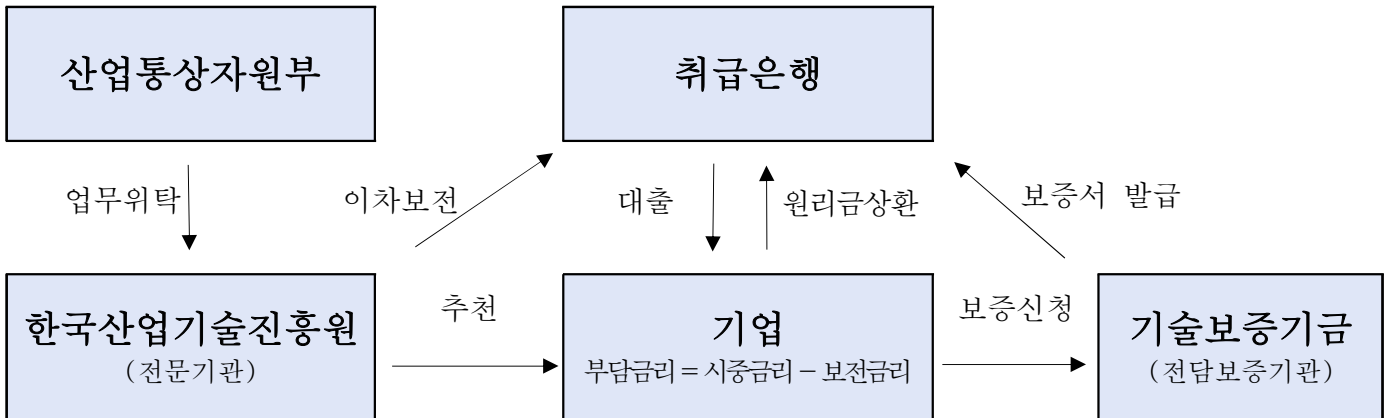 산업통상자원부
취급은행
업무위탁
이차보전
대출
원리금상환
보증서 발급
한국산업기술진흥원
(전문기관)
추천
기업
부담금리 = 시중금리 − 보전금리
보증신청
기술보증기금
(전담보증기관)